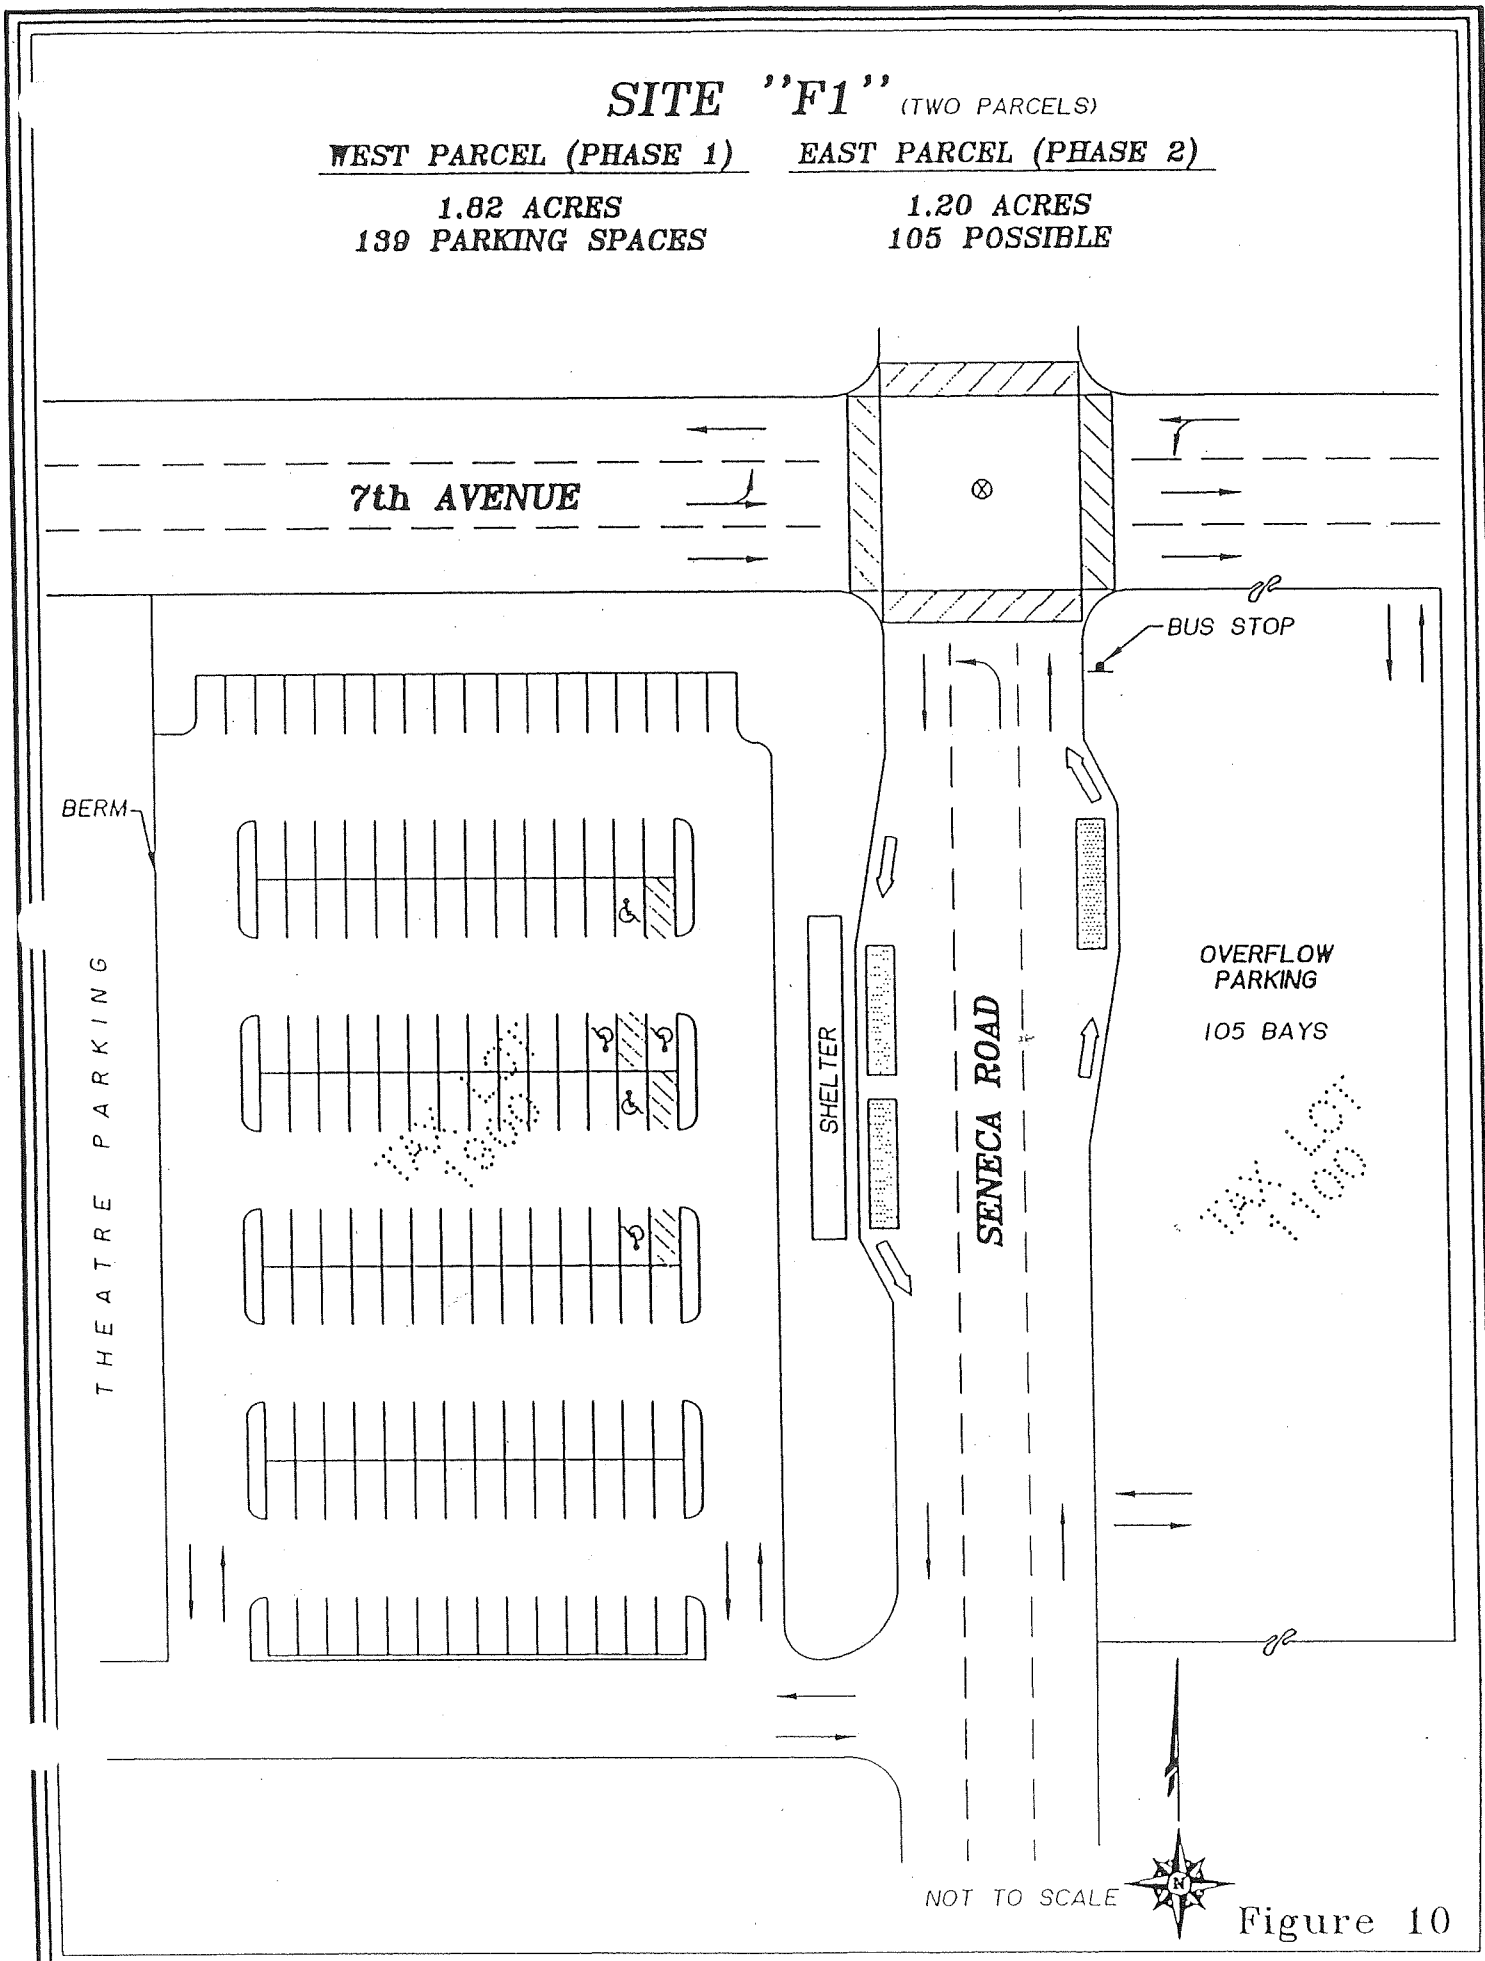 SITE "F1" (TWO PARCELS)
WEST PARCEL (PHASE 1)
1.82 ACRES
139 PARKING SPACES
EAST PARCEL (PHASE 2)
1.20 ACRES
105 POSSIBLE
7th AVENUE
BUS STOP
BERM
THEATRE PARKING
SHELTER
SENECA ROAD
OVERFLOW
PARKING
105 BAYS
TAX LOT
TAX LOT
1100
NOT TO SCALE
N
Figure 10